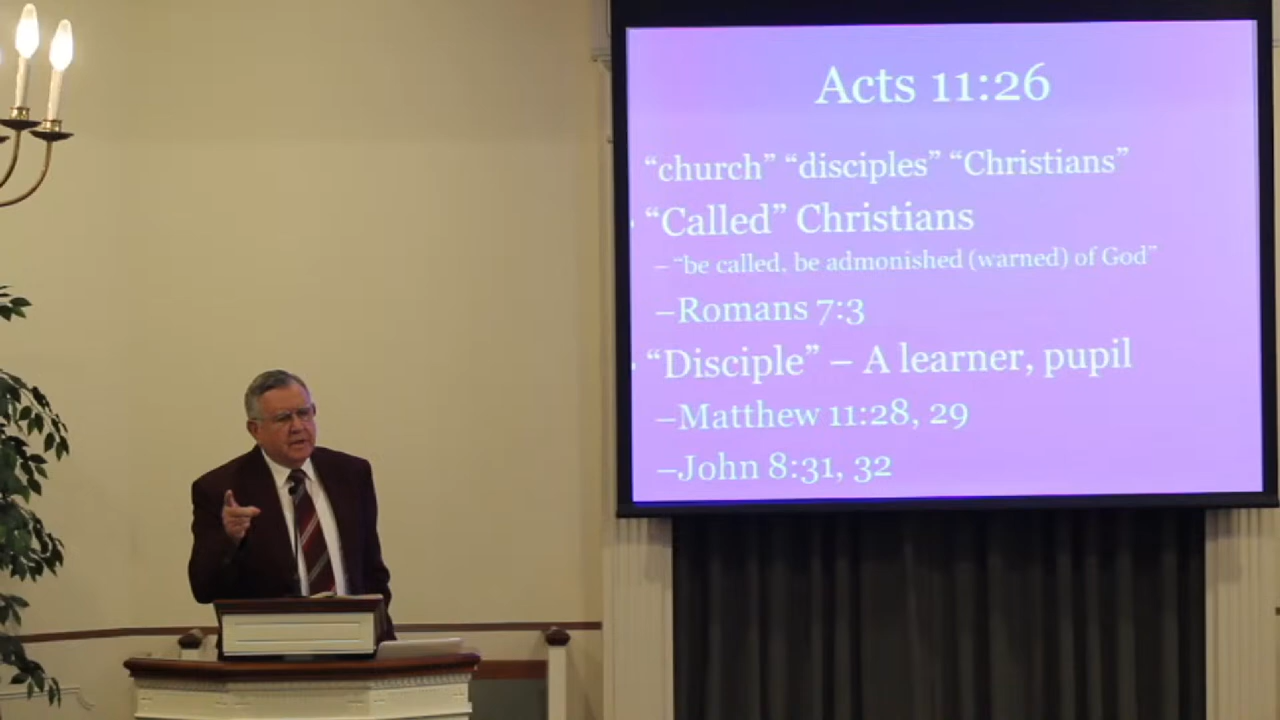 Acts 11:26
“church” “disciples” “Christians”
“Called” Christians
– “be called, be admonished (warned) of God”
–Romans 7:3
“Disciple” – A learner, pupil
–Matthew 11:28, 29
–John 8:31, 32